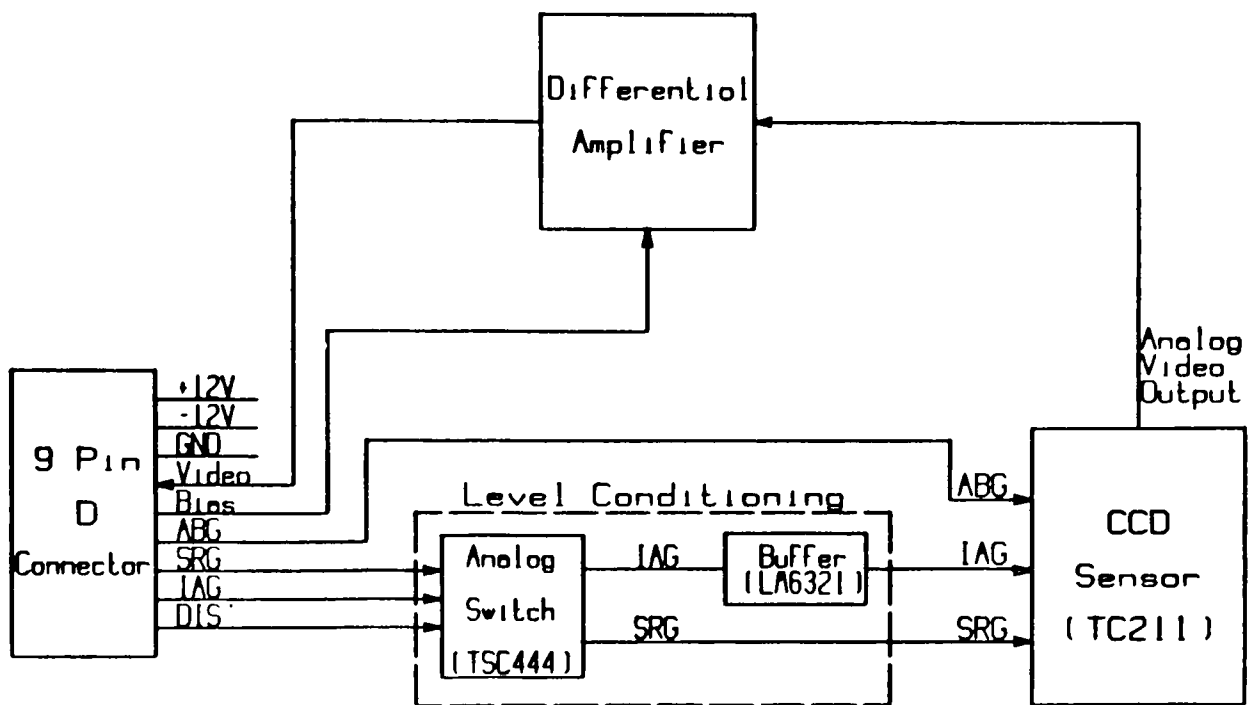 Differential
Amplifier
Analog
Video
Output
+12V
-12V
GND
Video
Bias
ABG
SRG
IAG
DIS
9 Pin
D
Connector
Level Conditioning
Analog
Switch
(TSC444)
IAG
SRG
Buffer
(LA6321)
ABG
IAG
SRG
CCD
Sensor
(TC211)